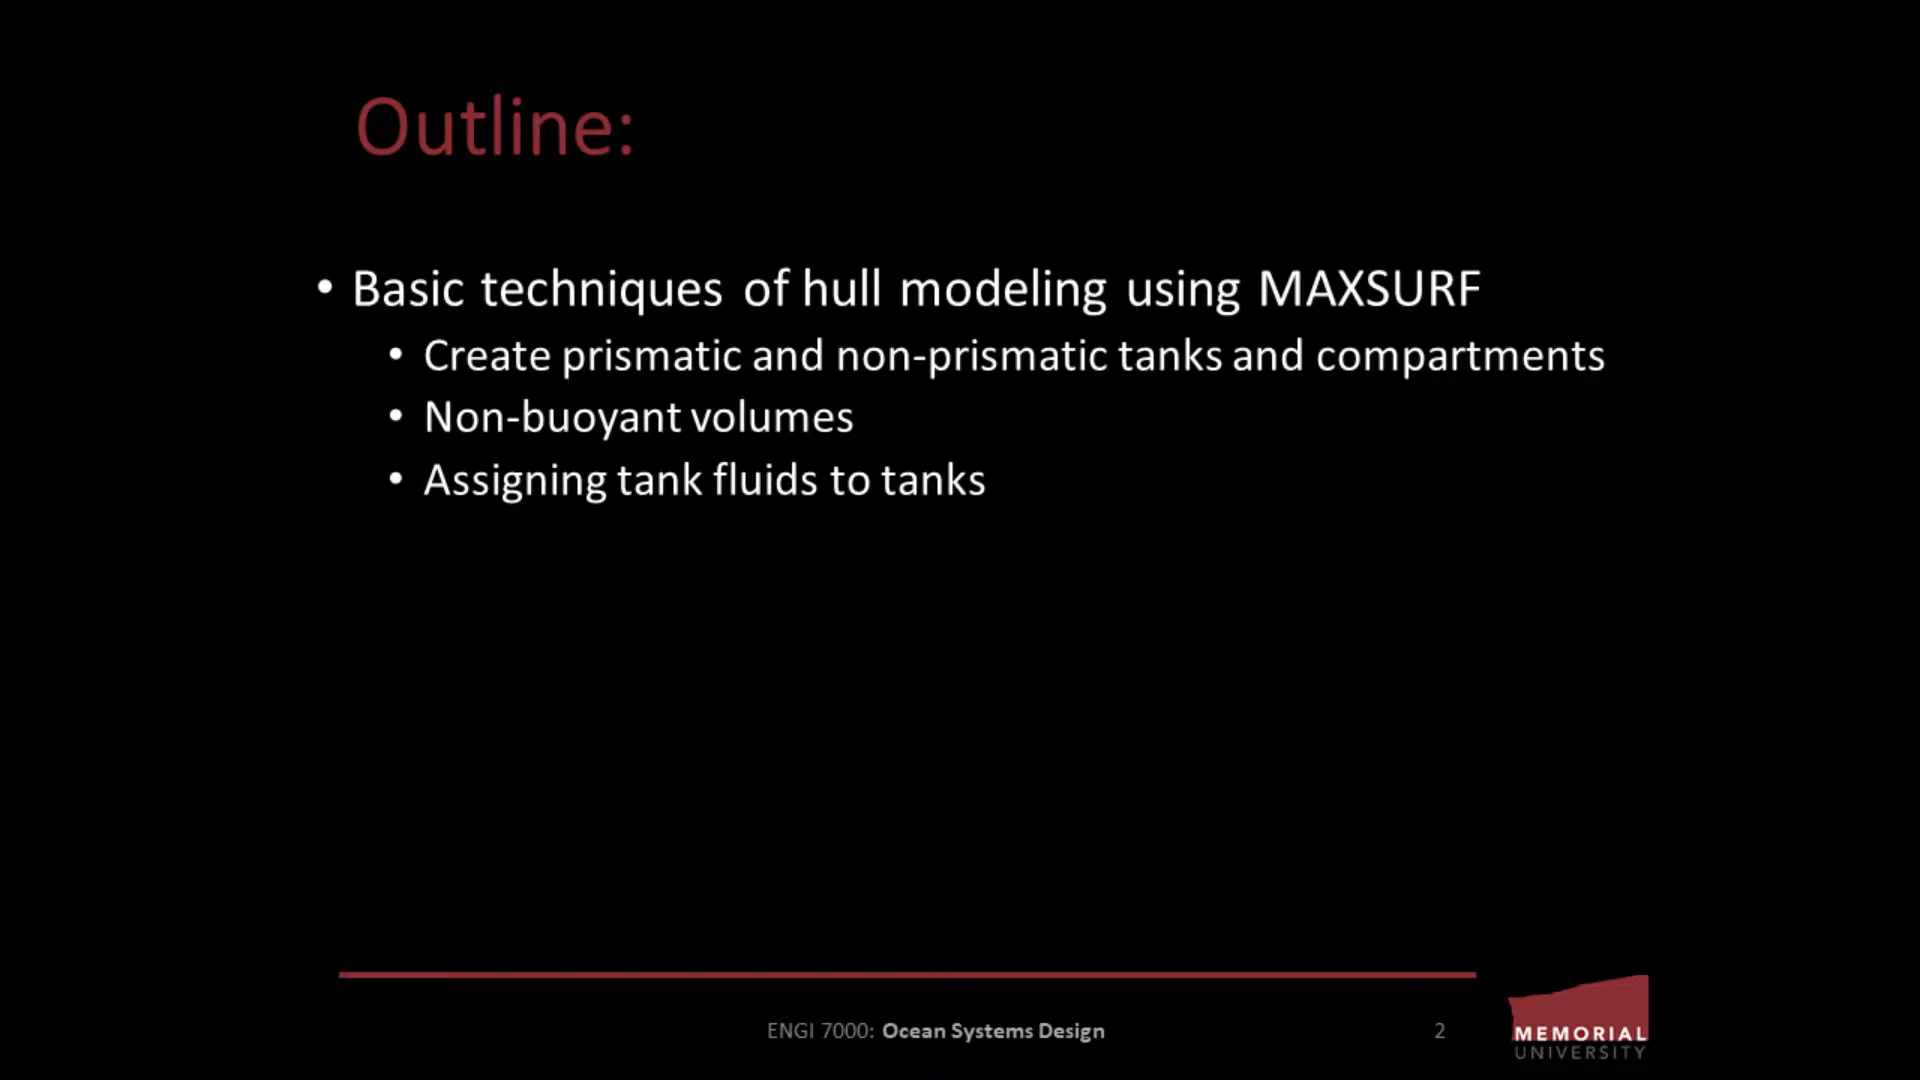 Outline:
• Basic techniques of hull modeling using MAXSURF
• Create prismatic and non-prismatic tanks and compartments
• Non-buoyant volumes
• Assigning tank fluids to tanks
ENGI 7000: Ocean Systems Design
2
MEMORIAL
UNIVERSITY